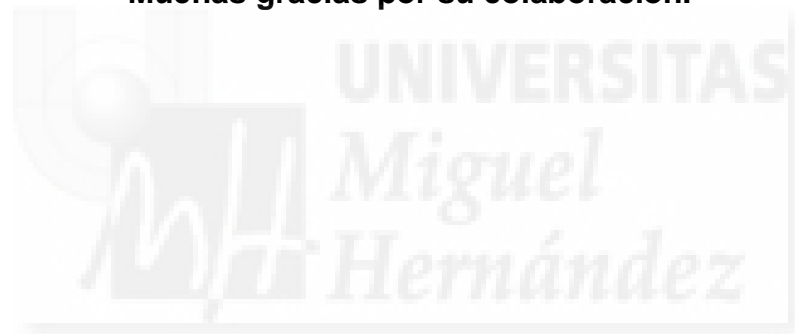 Muchas gracias por su colaboración.
UNIVERSITAS
Miguel
Hernández